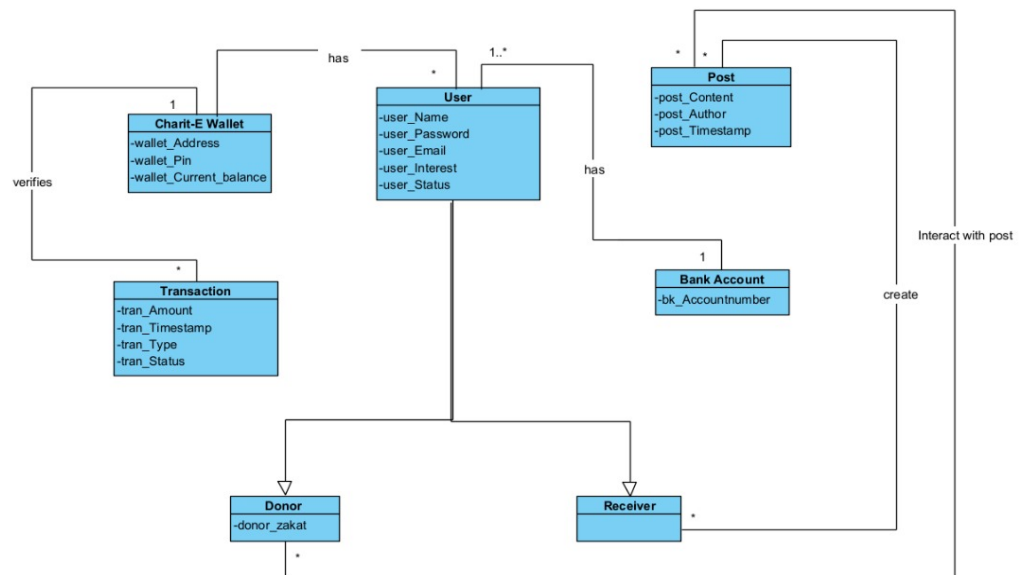 has
*
1..*
*
*
Post
-post_Content
-post_Author
-post_Timestamp
User
-user_Name
-user_Password
-user_Email
-user_Interest
-user_Status
1
Charit-E Wallet
-wallet_Address
-wallet_Pin
-wallet_Current_balance
verifies
has
Interact with post
1
Bank Account
-bk_Accountnumber
create
*
Transaction
-tran_Amount
-tran_Timestamp
-tran_Type
-tran_Status
Donor
-donor_zakat
*
Receiver
*